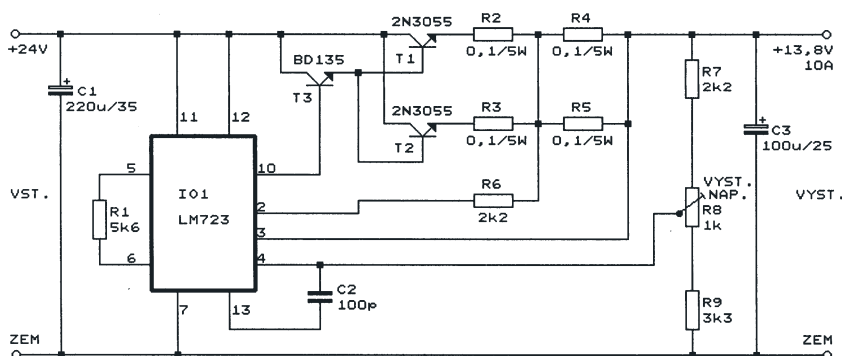 2N3055
R2
R4
+24V
BD135
T1
0,1/5W
0,1/5W
+13,8V
10A
C1
220u/35
T3
R7
2k2
11
12
2N3055
R3
R5
C3
100u/25
T2
0,1/5W
0,1/5W
5
10
VST.
R1
5k6
IO1
LM723
R6
2k2
2
VYST.
NAP.
R8
1k
VYST.
3
6
4
C2
100p
7
13
R9
3k3
ZEM
ZEM